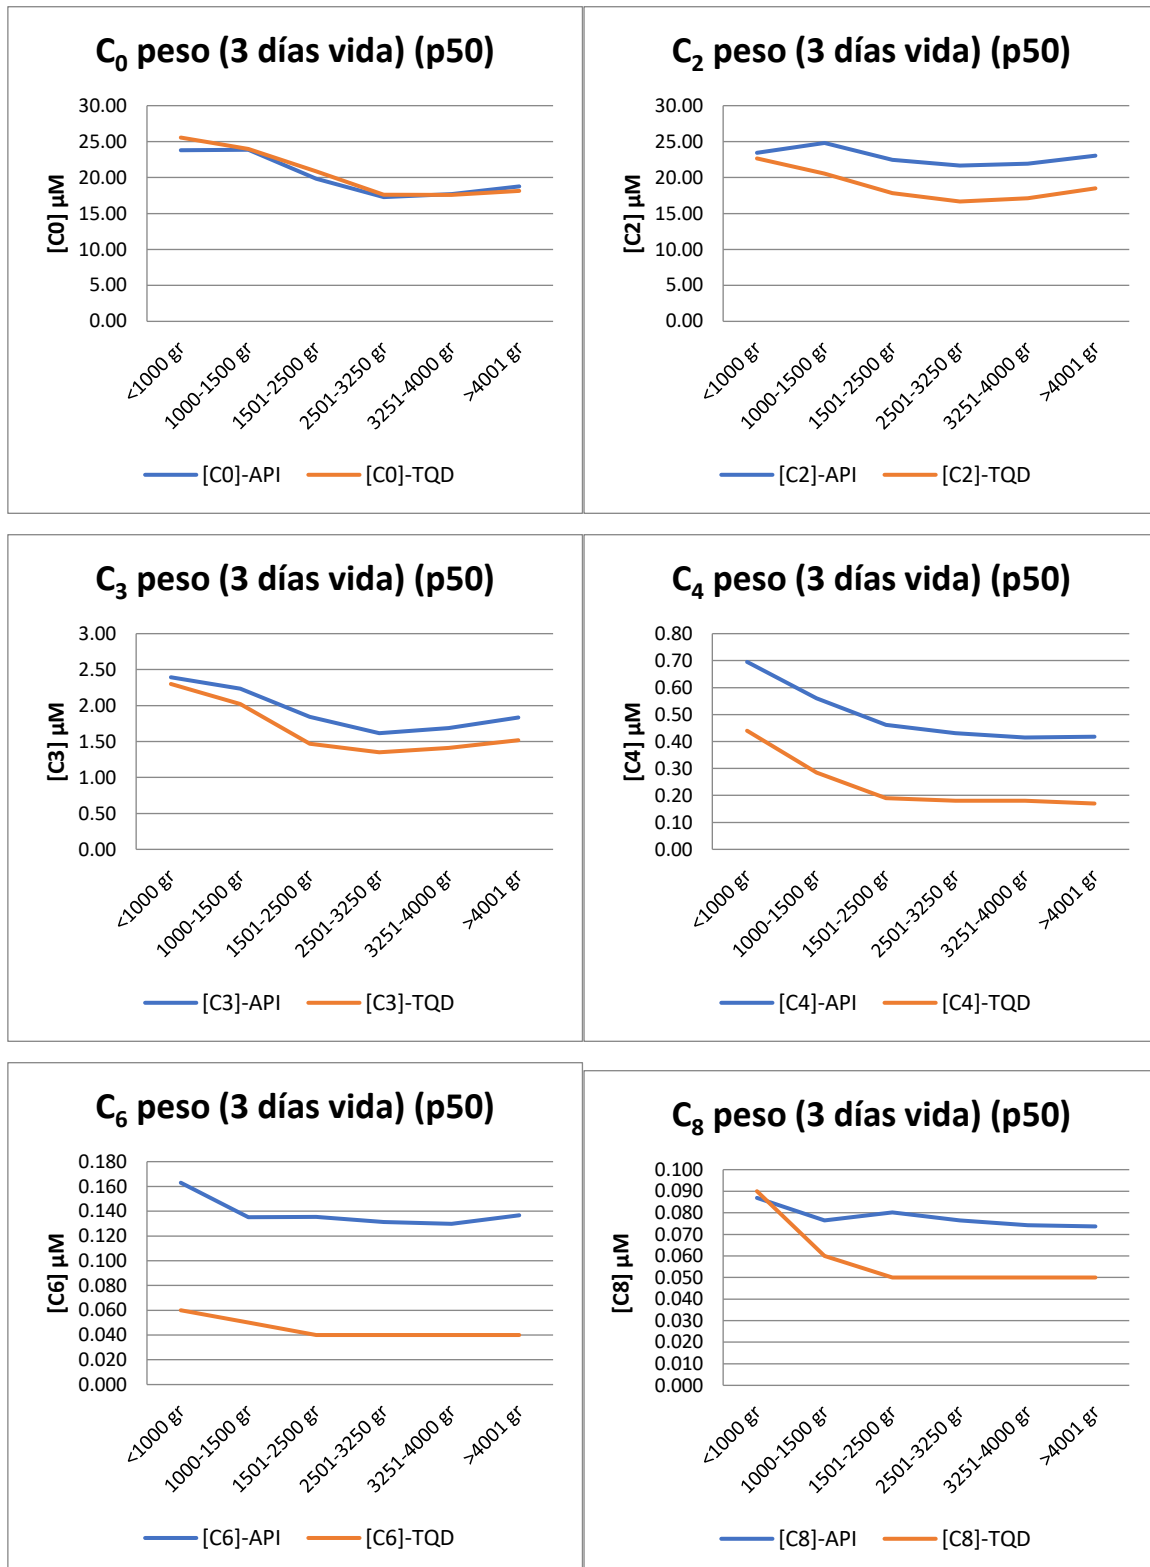 C₀ peso (3 días vida) (p50)
30.00
25.00
20.00
15.00
10.00
5.00
0.00
[C0] µM
<1000 gr
1000-1500 gr
1501-2500 gr
2501-3250 gr
3251-4000 gr
>4001 gr
[C0]-API [C0]-TQD
C₂ peso (3 días vida) (p50)
30.00
25.00
20.00
15.00
10.00
5.00
0.00
[C2] µM
<1000 gr
1000-1500 gr
1501-2500 gr
2501-3250 gr
3251-4000 gr
>4001 gr
[C2]-API [C2]-TQD
C₃ peso (3 días vida) (p50)
3.00
2.50
2.00
1.50
1.00
0.50
0.00
[C3] µM
<1000 gr
1000-1500 gr
1501-2500 gr
2501-3250 gr
3251-4000 gr
>4001 gr
[C3]-API [C3]-TQD
C₄ peso (3 días vida) (p50)
0.80
0.70
0.60
0.50
0.40
0.30
0.20
0.10
0.00
[C4] µM
<1000 gr
1000-1500 gr
1501-2500 gr
2501-3250 gr
3251-4000 gr
>4001 gr
[C4]-API [C4]-TQD
C₆ peso (3 días vida) (p50)
0.180
0.160
0.140
0.120
0.100
0.080
0.060
0.040
0.020
0.000
[C6] µM
<1000 gr
1000-1500 gr
1501-2500 gr
2501-3250 gr
3251-4000 gr
>4001 gr
[C6]-API [C6]-TQD
C₈ peso (3 días vida) (p50)
0.100
0.090
0.080
0.070
0.060
0.050
0.040
0.030
0.020
0.010
0.000
[C8] µM
<1000 gr
1000-1500 gr
1501-2500 gr
2501-3250 gr
3251-4000 gr
>4001 gr
[C8]-API [C8]-TQD